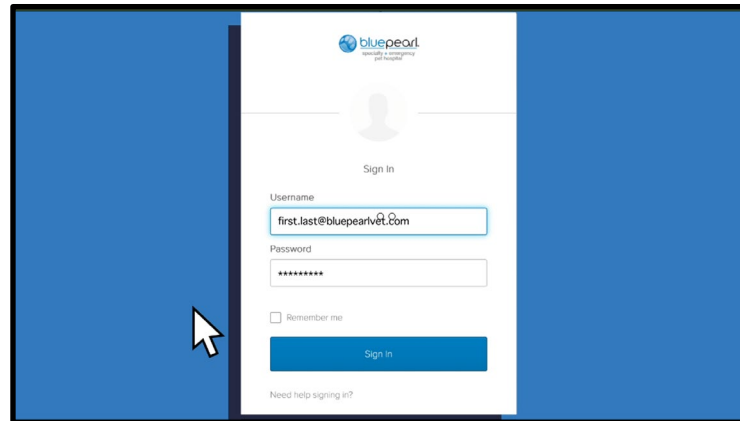 bluepearl
specialty + emergency
pet hospital
Sign In
Username
first.last@bluepearlvet.com
Password
*********
Remember me
Sign In
Need help signing in?